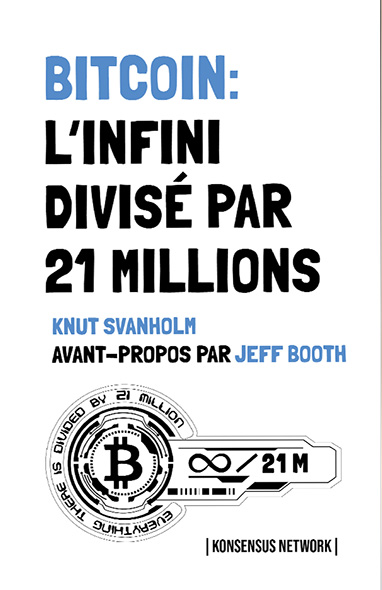 BITCOIN:
L'INFINI
DIVISÉ PAR
21 MILLIONS
KNUT SVANHOLM
AVANT-PROPOS PAR JEFF BOOTH
EVERYTHING THERE IS DIVIDED BY 21 MILLION
₿
∞/21 M
|KONSENSUS NETWORK|